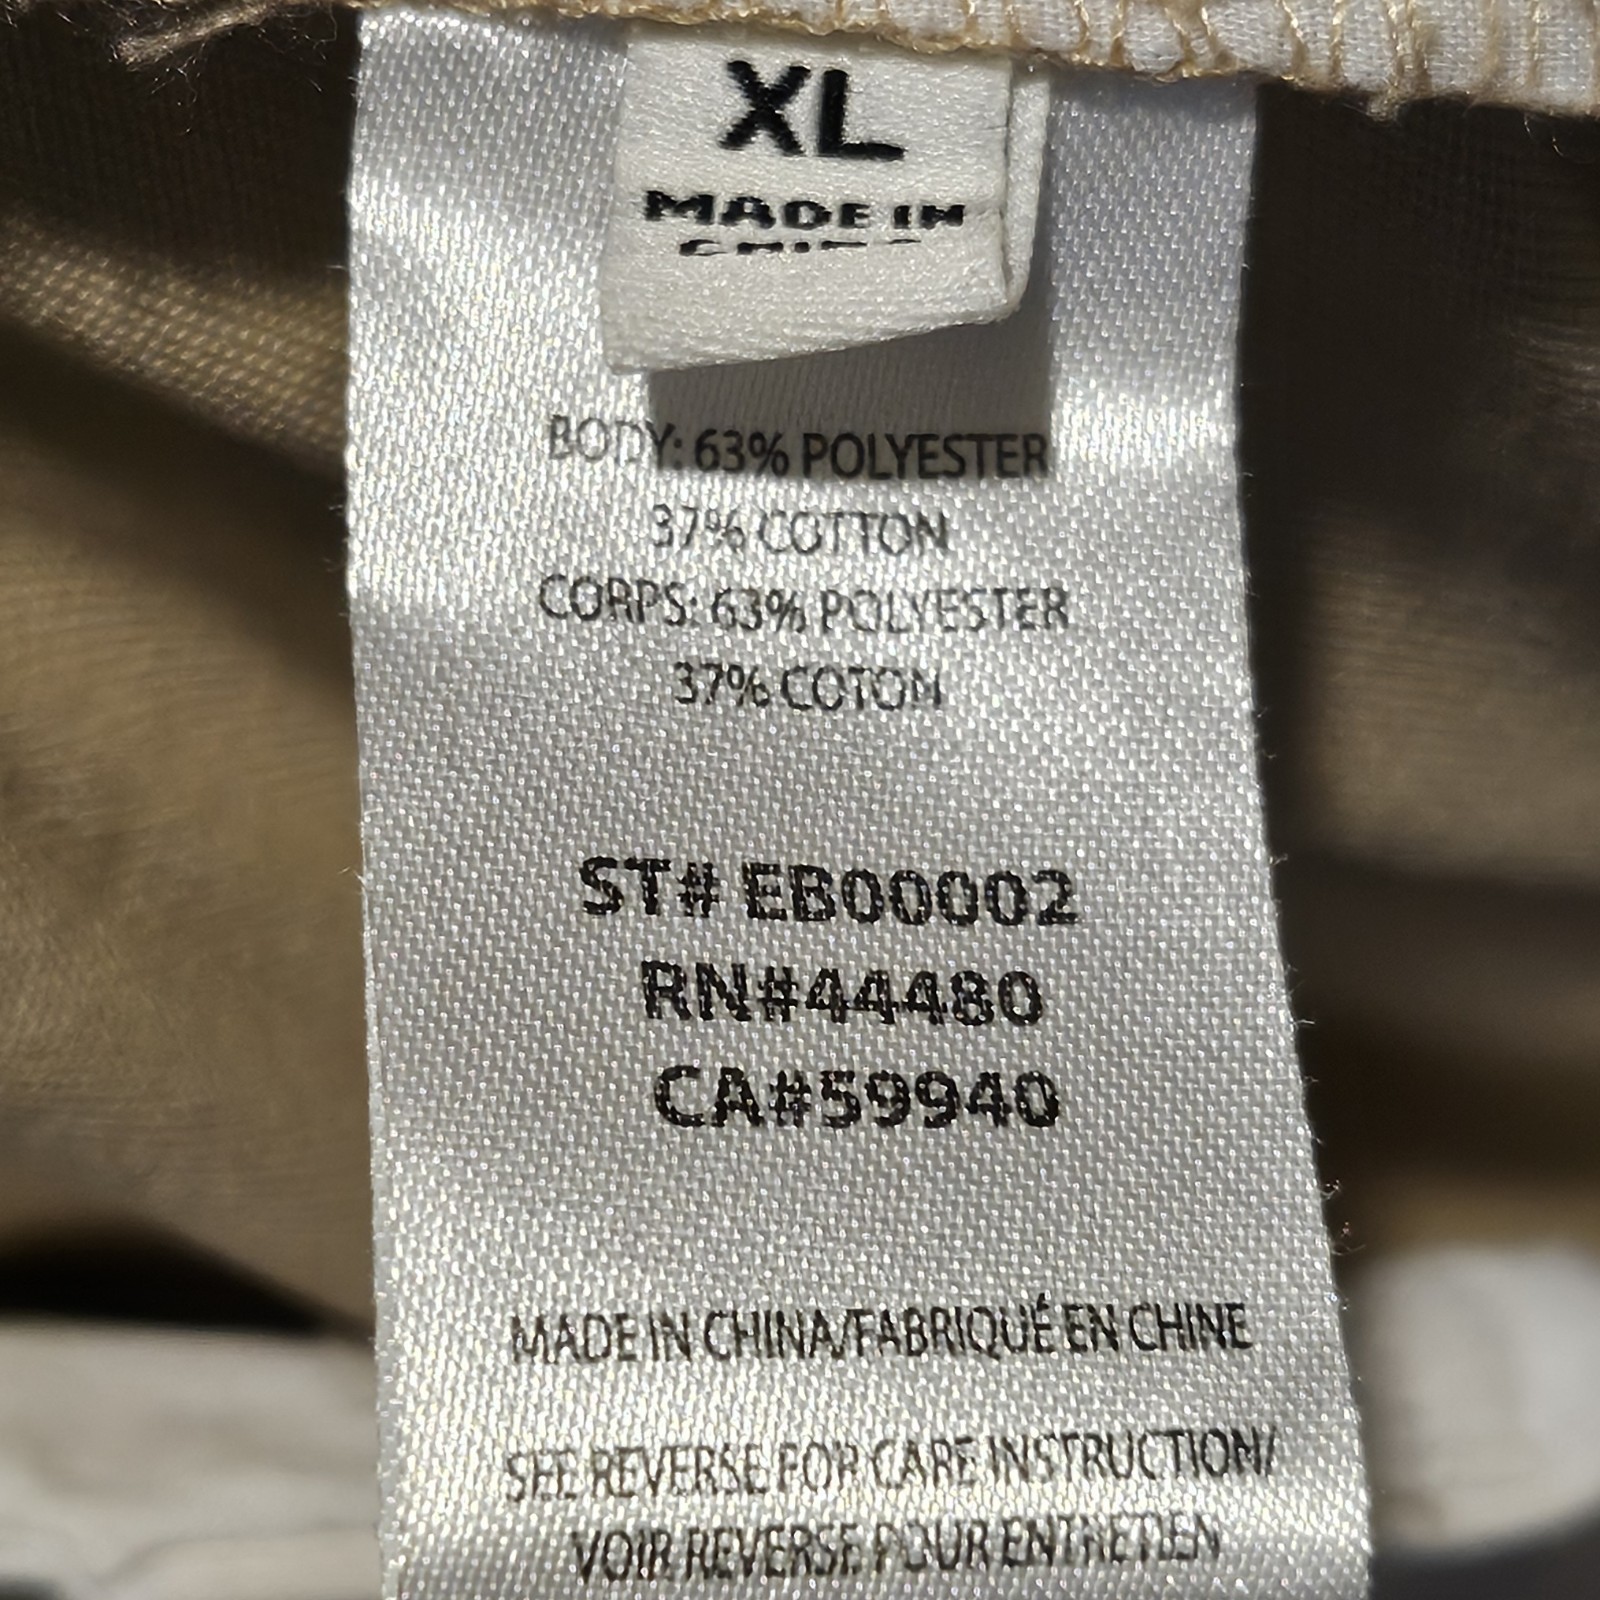 XL
MADE IN
CHINA
BODY: 63% POLYESTER
37% COTTON
CORPS: 63% POLYESTER
37% COTON
ST# EB00002
RN#44480
CA#59940
MADE IN CHINA/FABRIQUÉ EN CHINE
SEE REVERSE FOR CARE INSTRUCTION/
VOIR REVERSE POUR ENTRETIEN